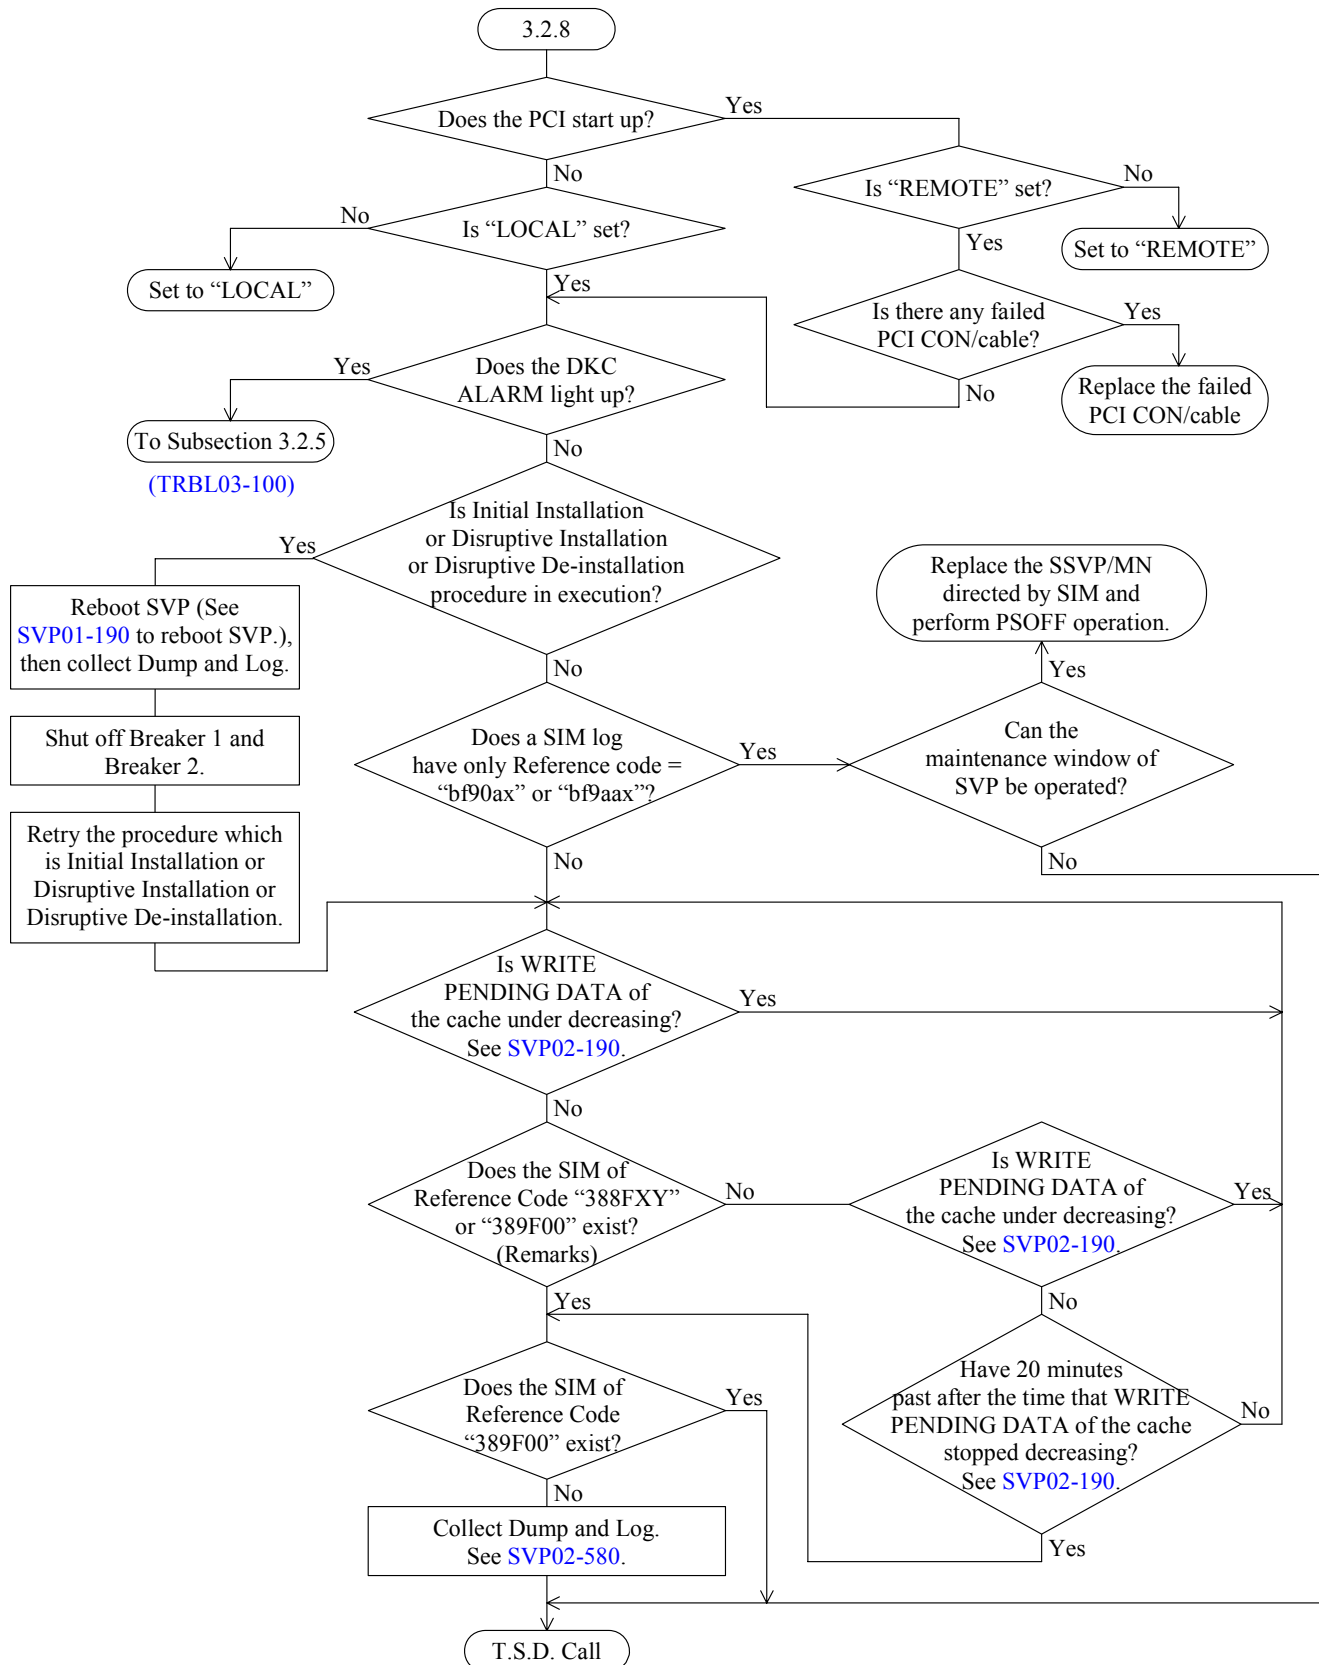 3.2.8
Does the PCI start up?
Yes
No
Is “REMOTE” set?
No
Yes
Set to “REMOTE”
Is “LOCAL” set?
No
Yes
Set to “LOCAL”
Is there any failed
PCI CON/cable?
Yes
No
Replace the failed
PCI CON/cable
Does the DKC
ALARM light up?
Yes
No
To Subsection 3.2.5
(TRBL03-100)
Is Initial Installation
or Disruptive Installation
or Disruptive De-installation
procedure in execution?
Yes
No
Reboot SVP (See
SVP01-190 to reboot SVP.),
then collect Dump and Log.
Shut off Breaker 1 and
Breaker 2.
Retry the procedure which
is Initial Installation or
Disruptive Installation or
Disruptive De-installation.
Replace the SSVP/MN
directed by SIM and
perform PSOFF operation.
Yes
Does a SIM log
have only Reference code =
“bf90ax” or “bf9aax”?
Yes
No
Can the
maintenance window of
SVP be operated?
No
Is WRITE
PENDING DATA of
the cache under decreasing?
See SVP02-190.
Yes
No
Does the SIM of
Reference Code “388FXY”
or “389F00” exist?
(Remarks)
No
Yes
Is WRITE
PENDING DATA of
the cache under decreasing?
See SVP02-190.
Yes
No
Have 20 minutes
past after the time that WRITE
PENDING DATA of the cache
stopped decreasing?
See SVP02-190.
No
Yes
Does the SIM of
Reference Code
“389F00” exist?
Yes
No
Collect Dump and Log.
See SVP02-580.
T.S.D. Call